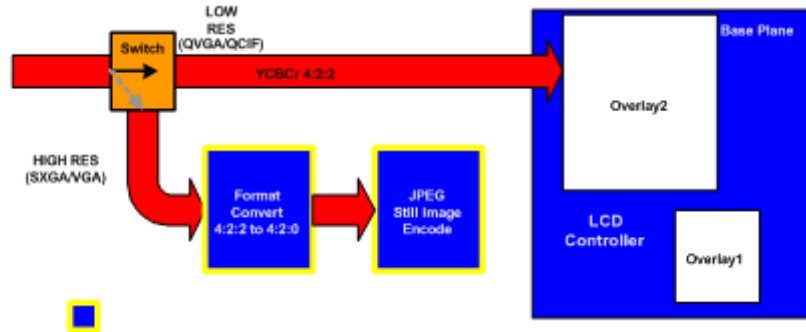 LOW
RES
(QVGA/QCIF)
Switch
YCBCr 4:2:2
Base Plane
Overlay2
HIGH RES
(SXGA/VGA)
Format
Convert
4:2:2 to 4:2:0
JPEG
Still Image
Encode
LCD
Controller
Overlay1